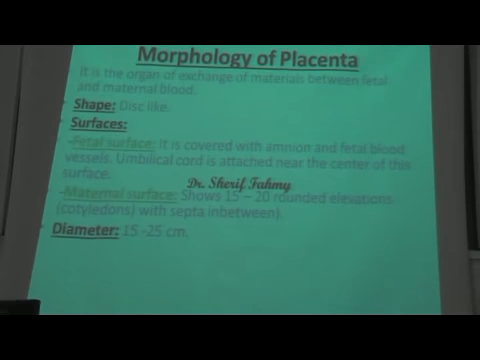 Morphology of Placenta
It is the organ of exchange of materials between fetal
and maternal blood.
Shape: Disc like.
Surfaces:
-Fetal surface: It is covered with amnion and fetal blood
vessels. Umbilical cord is attached near the center of this
surface.
Dr. Sherif Fahmy
-Maternal surface: Shows 15 – 20 rounded elevations
(cotyledons) with septa inbetween).
Diameter: 15 -25 cm.